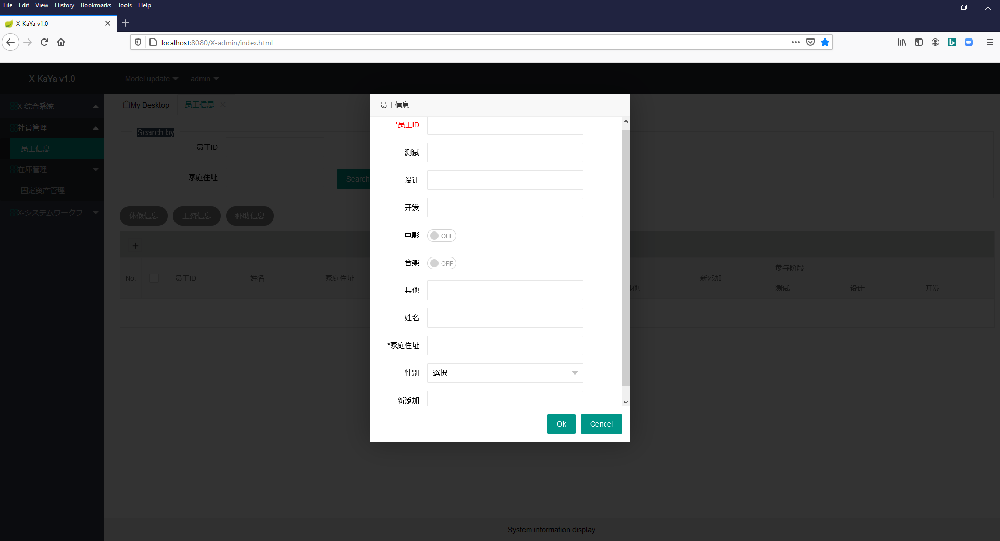 File Edit View History Bookmarks Tools Help
X-KaYa v1.0
localhost:8080/X-admin/index.html
X-KaYa v1.0 Model update admin
X-综合系统
社員管理
员工信息
在庫管理
固定资产管理
X-システムワークフ...
My Desktop 员工信息
Search by
员工ID
家庭住址
Search
休假信息 工资信息 补助信息
No. 员工ID 姓名 家庭住址 其他 新添加 参与阶段
测试 设计 开发
员工信息
*员工ID
测试
设计
开发
电影 OFF
音楽 OFF
其他
姓名
*家庭住址
性别 選択
新添加
Ok Cencel
System information display.